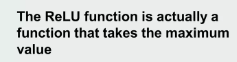 The ReLU function is actually a
function that takes the maximum
value